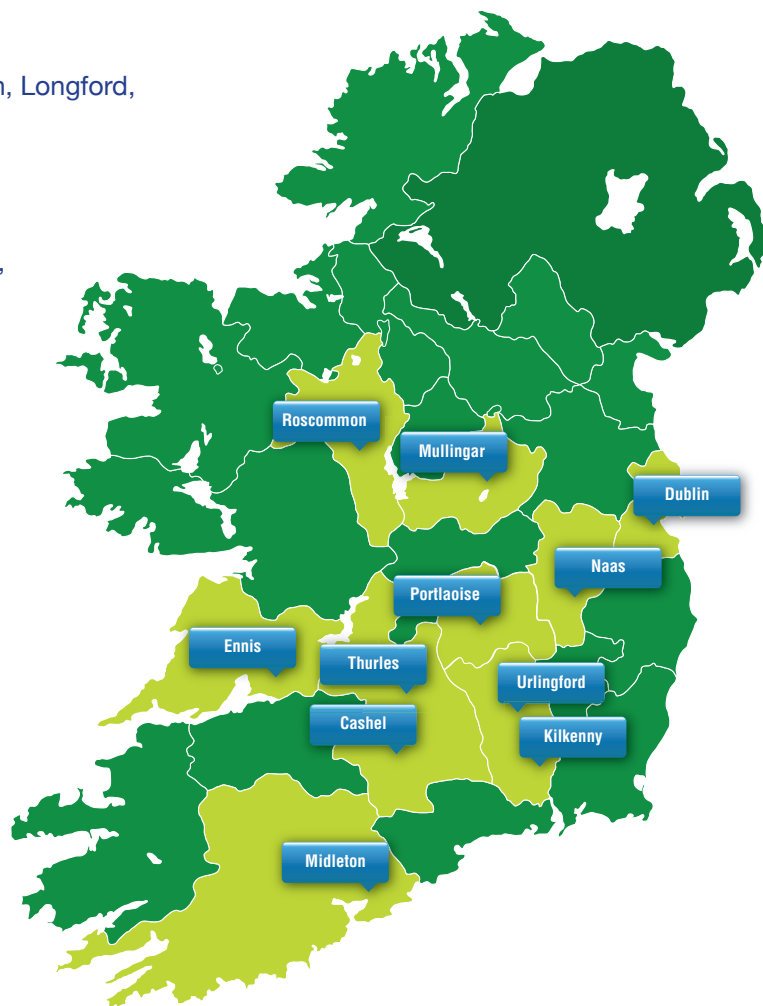 Longford,
,
Roscommon
Mullingar
Dublin
Naas
Portlaoise
Ennis
Thurles
Urlingford
Cashel
Kilkenny
Midleton